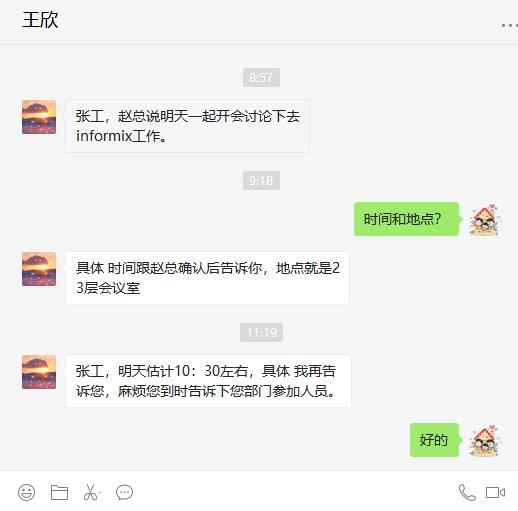 王欣
8:57
张工，赵总说明天一起开会讨论下去
informix工作。
9:18
时间和地点？
具体 时间跟赵总确认后告诉你，地点就是2
3层会议室
11:19
张工，明天估计10：30左右，具体 我再告
诉您，麻烦您到时告诉下您部门参加人员。
好的